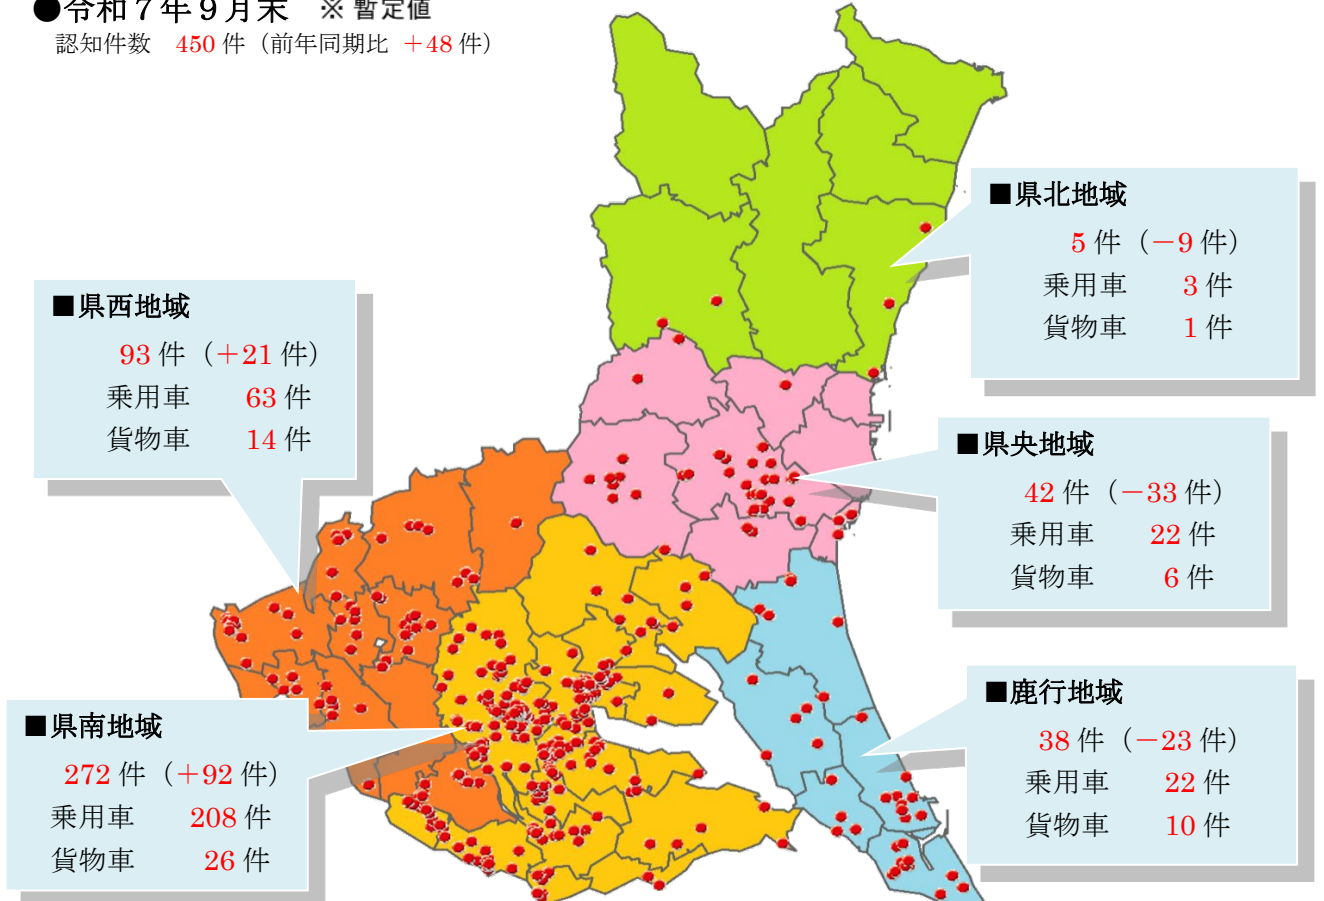 ●令和７年９月末　※ 暫定値
認知件数　450 件（前年同期比 ＋48 件）
■県北地域
5 件（－9 件）
乗用車　3 件
貨物車　1 件
■県西地域
93 件（＋21 件）
乗用車　63 件
貨物車　14 件
■県央地域
42 件（－33 件）
乗用車　22 件
貨物車　6 件
■県南地域
272 件（＋92 件）
乗用車　208 件
貨物車　26 件
■鹿行地域
38 件（－23 件）
乗用車　22 件
貨物車　10 件